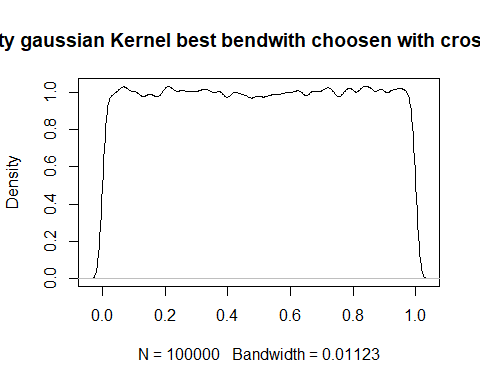 ty gaussian Kernel best bendwith choosen with cros
Density
1.0
0.8
0.6
0.4
0.2
0.0
0.0 0.2 0.4 0.6 0.8 1.0
N = 100000 Bandwidth = 0.01123